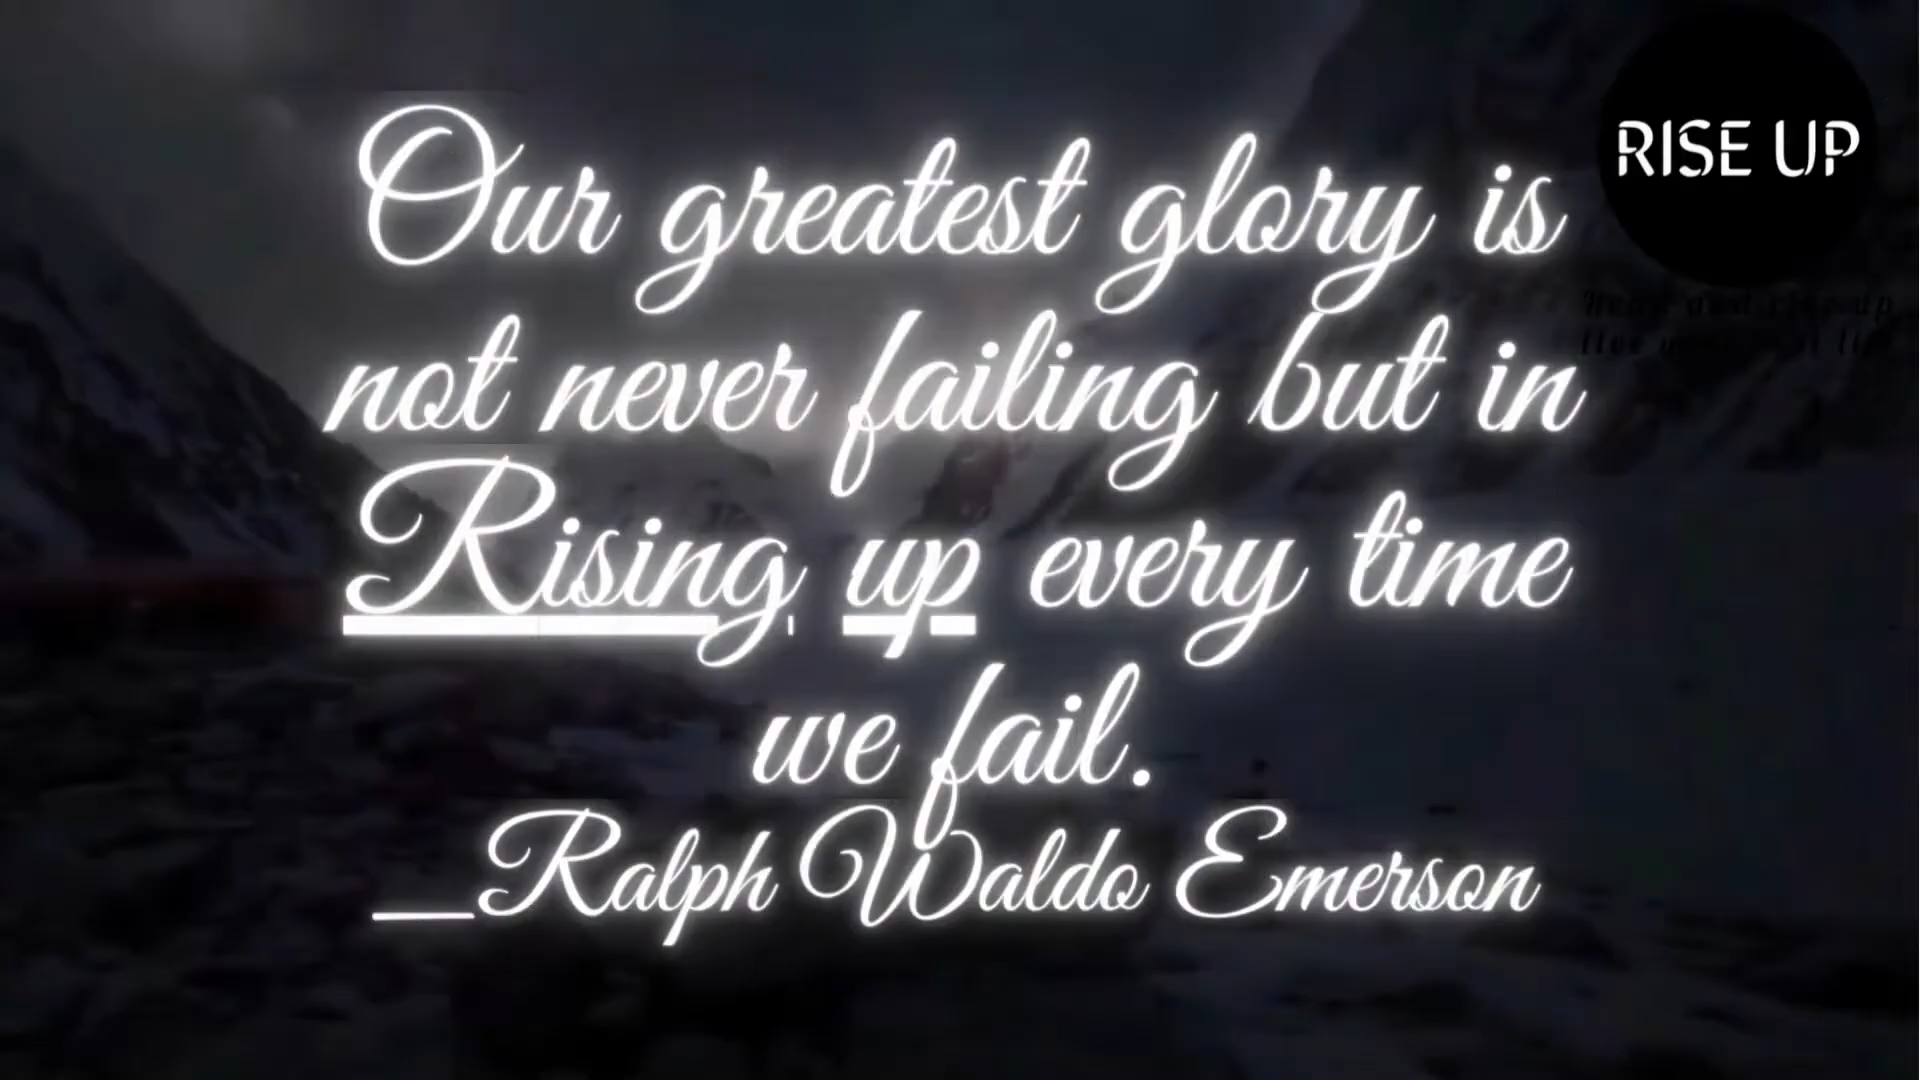 RISE UP
Our greatest glory is
not never failing but in
Rising up every time
we fail.
__Ralph Waldo Emerson